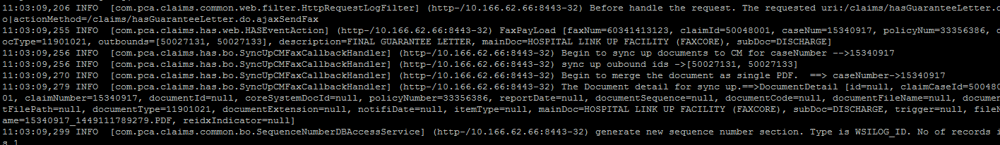 11:03:09,206 INFO  [com.pca.claims.common.web.filter.HttpRequestLogFilter] (http-/10.166.62.66:8443-32) Before handle the request. The requested uri:/claims/hasGuaranteeLetter.d
o|actionMethod=/claims/hasGuaranteeLetter.do.ajaxSendFax
11:03:09,255 INFO  [com.pca.claims.has.web.HASEventAction] (http-/10.166.62.66:8443-32) FaxPayLoad [faxNum=60341413123, claimId=50048001, caseNum=15340917, policyNum=33356386, d
ocType=11901021, outbounds=[50027131, 50027133], description=FINAL GUARANTEE LETTER, mainDoc=HOSPITAL LINK UP FACILITY (FAXCORE), subDoc=DISCHARGE]
11:03:09,256 INFO  [com.pca.claims.has.bo.SyncUpCMFaxCallbackHandler] (http-/10.166.62.66:8443-32) Begin to sync up documents to CM for caseNumber -->15340917
11:03:09,256 INFO  [com.pca.claims.has.bo.SyncUpCMFaxCallbackHandler] (http-/10.166.62.66:8443-32) sync up oubound ids ->[50027131, 50027133]
11:03:09,270 INFO  [com.pca.claims.has.bo.SyncUpCMFaxCallbackHandler] (http-/10.166.62.66:8443-32) Begin to merge the document as single PDF.  ==> caseNumber->15340917
11:03:09,279 INFO  [com.pca.claims.has.bo.SyncUpCMFaxCallbackHandler] (http-/10.166.62.66:8443-32) The Document detail for sync up.==>DocumentDetail [id=null, claimCaseId=500480
01, claimNumber=15340917, documentId=null, coreSystemDocId=null, policyNumber=33356386, reportDate=null, documentSequence=null, documentCode=null, documentFileName=null, documen
tFilePath=null, documentType=11901021, documentExtension=null, notifiDate=null, itemType=null, mainDoc=HOSPITAL LINK UP FACILITY (FAXCORE), subDoc=DISCHARGE, trigger=null, fileN
ame=15340917_1449111789279.PDF, reidxIndicator=null]
11:03:09,299 INFO  [com.pca.claims.common.bo.SequenceNumberDBAccessService] (http-/10.166.62.66:8443-32) generate new sequence number section. Type is WSILOG_ID. No of records i
s 1